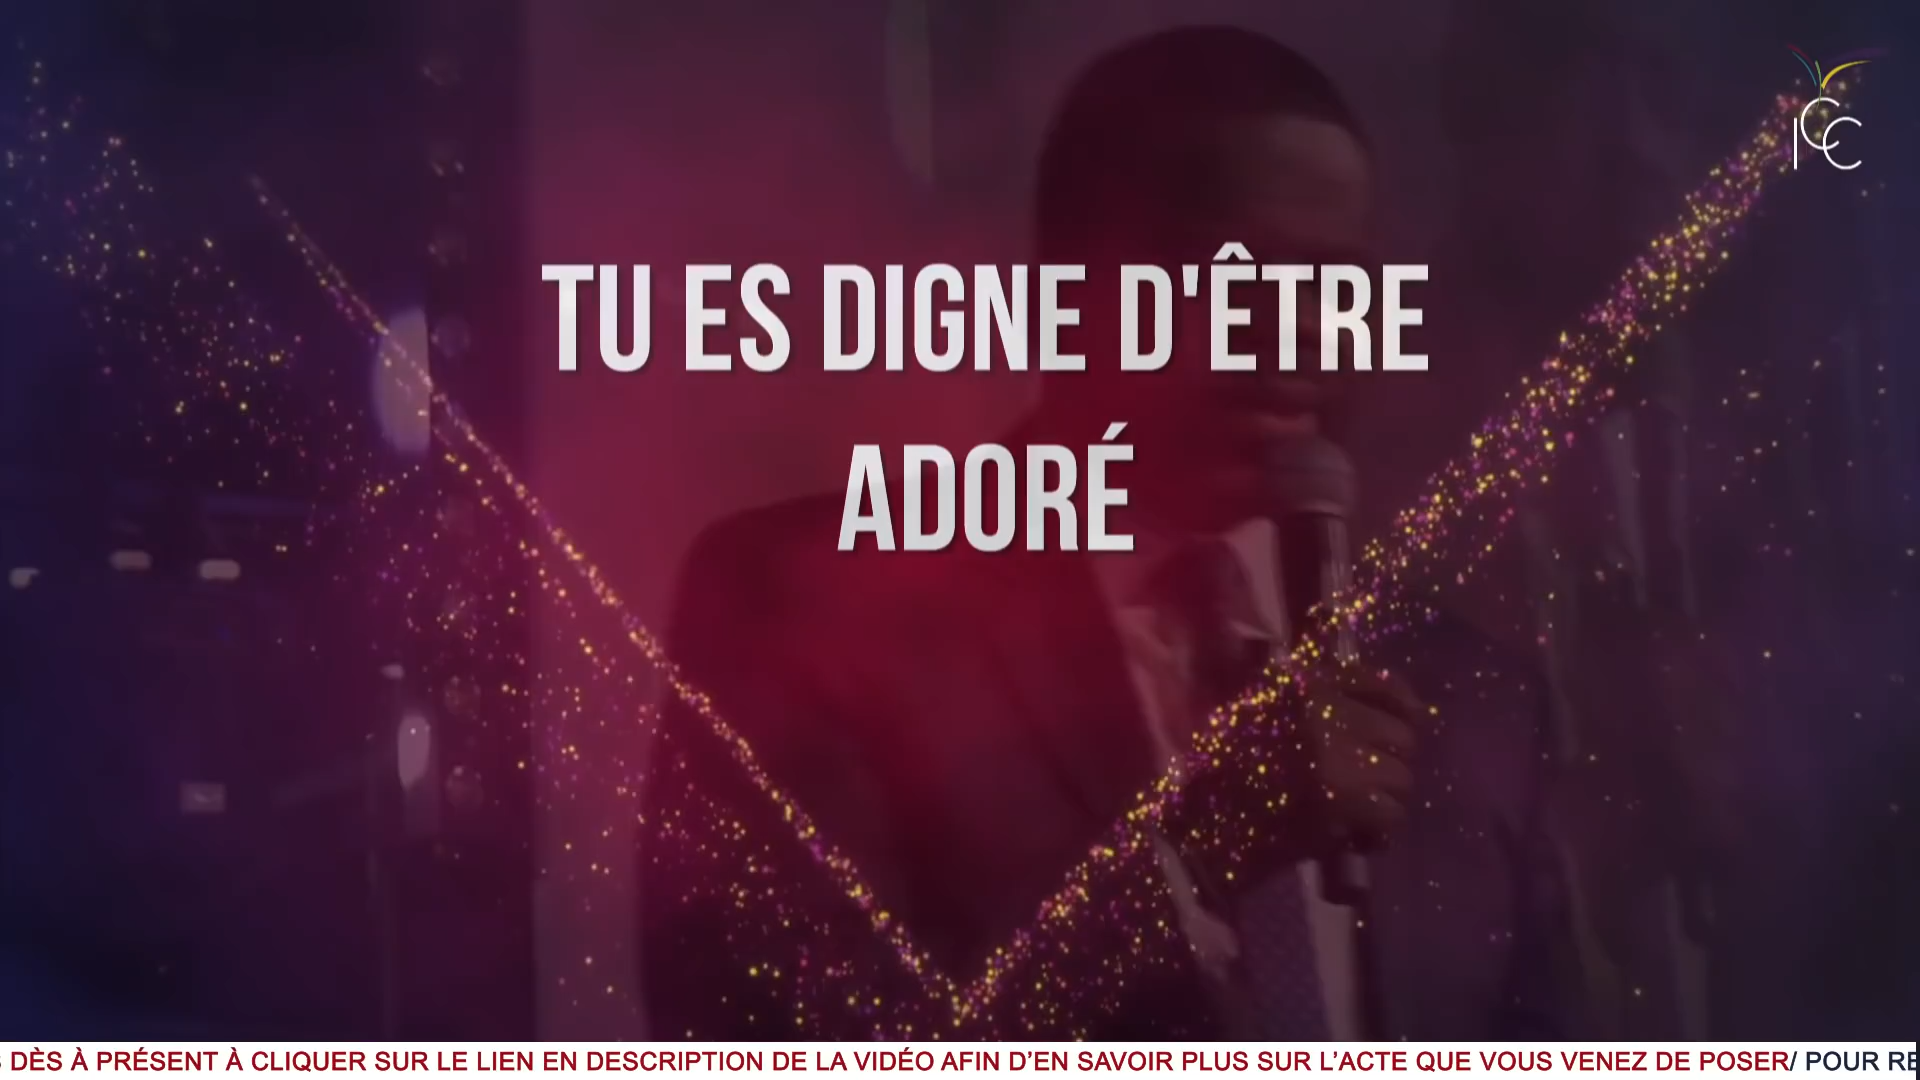 ICC
TU ES DIGNE D'ÊTRE
ADORÉ
DÈS À PRÉSENT À CLIQUER SUR LE LIEN EN DESCRIPTION DE LA VIDÉO AFIN D’EN SAVOIR PLUS SUR L’ACTE QUE VOUS VENEZ DE POSER/ POUR